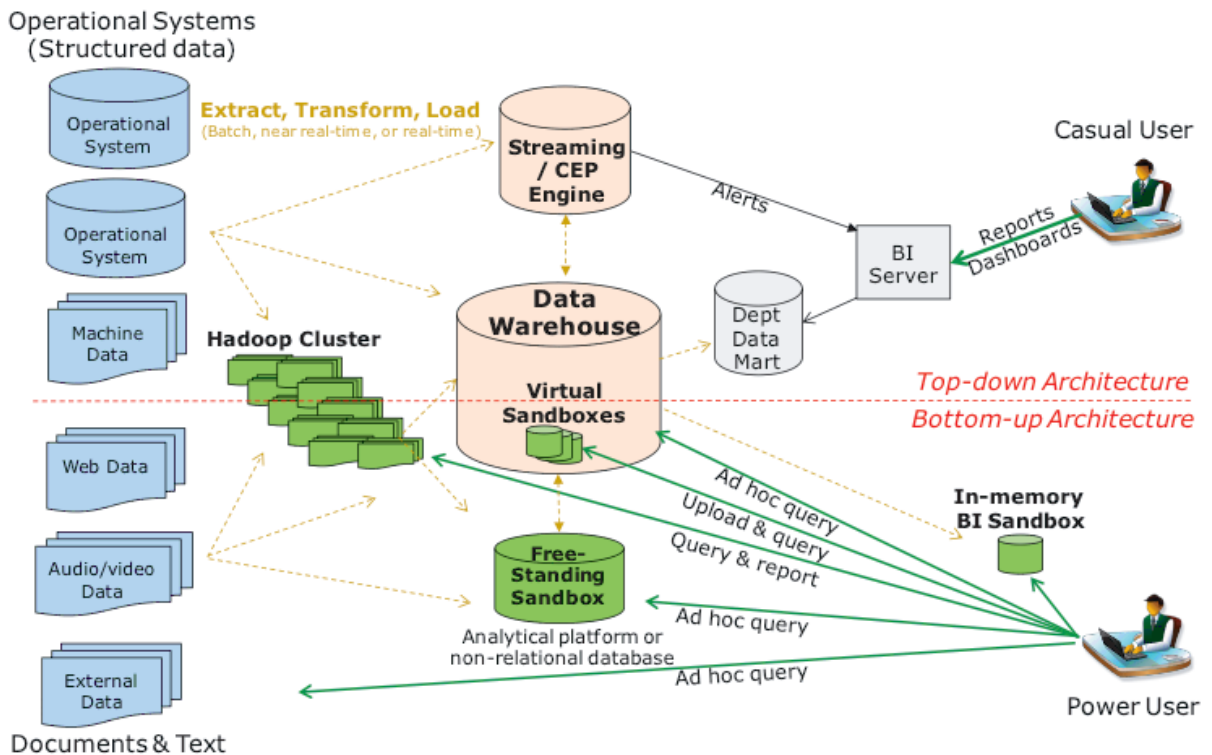 Operational Systems
(Structured data)
Operational
System
Extract, Transform, Load
(Batch, near real-time, or real-time)
Streaming
/ CEP
Engine
Casual User
Alerts
Reports
Dashboards
Operational
System
BI
Server
Data
Warehouse
Dept
Data
Mart
Machine
Data
Hadoop Cluster
Top-down Architecture
Virtual
Sandboxes
Bottom-up Architecture
Web Data
Ad hoc query
Upload & query
Query & report
In-memory
BI Sandbox
Audio/video
Data
Free-
Standing
Sandbox
Ad hoc query
Analytical platform or
non-relational database
Ad hoc query
External
Data
Power User
Documents & Text